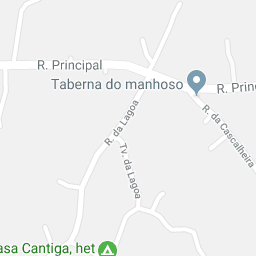 R. Principal
Taberna do manhoso
R. Princ
R. da Lagoa
R. da Cascalheira
Tv. da Lagoa
asa Cantiga, het